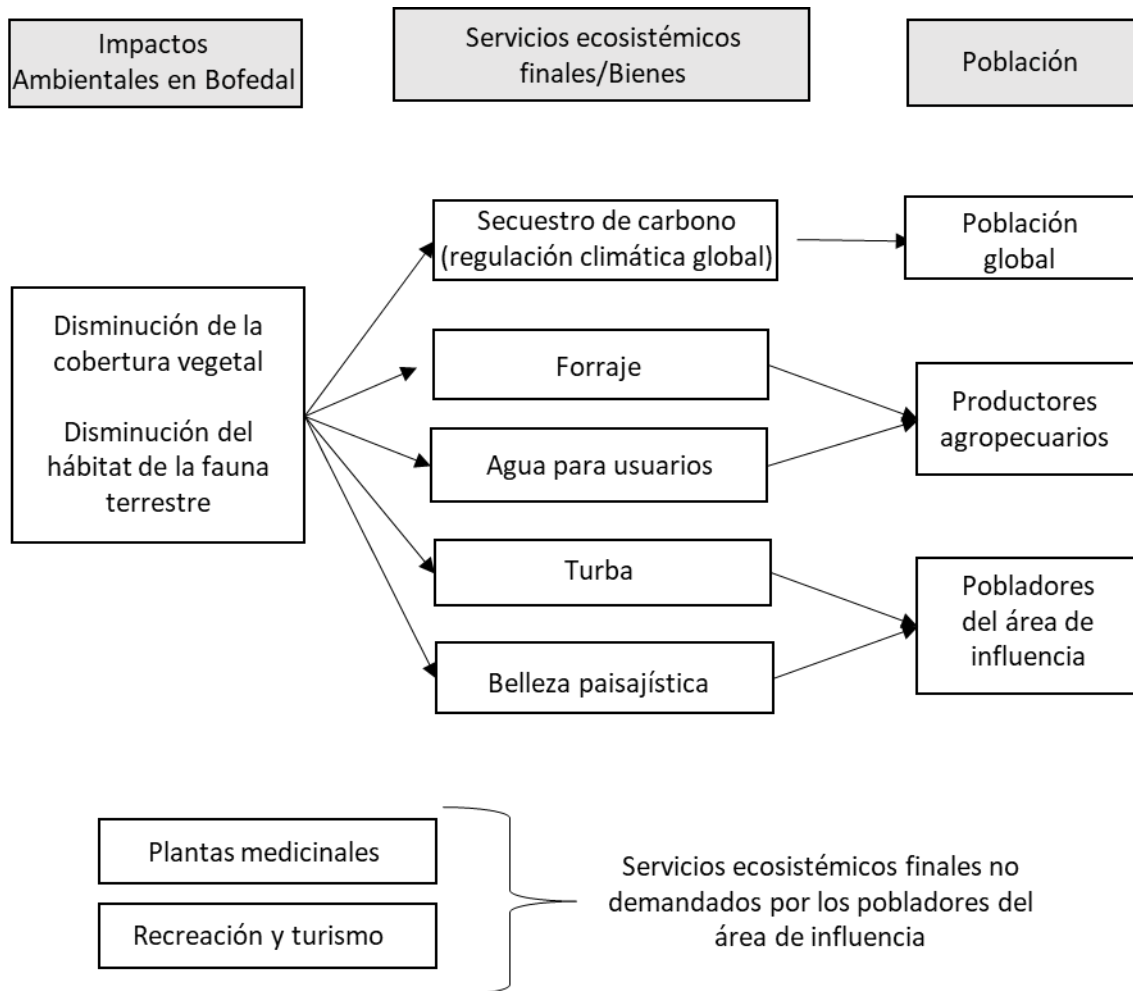 Impactos
Ambientales en Bofedal
Servicios ecosistémicos
finales/Bienes
Población
Disminución de la
cobertura vegetal
Disminución del
hábitat de la fauna
terrestre
Secuestro de carbono
(regulación climática global)
Forraje
Agua para usuarios
Turba
Belleza paisajística
Población
global
Productores
agropecuarios
Pobladores
del área de
influencia
Plantas medicinales
Recreación y turismo
Servicios ecosistémicos finales no
demandados por los pobladores del
área de influencia